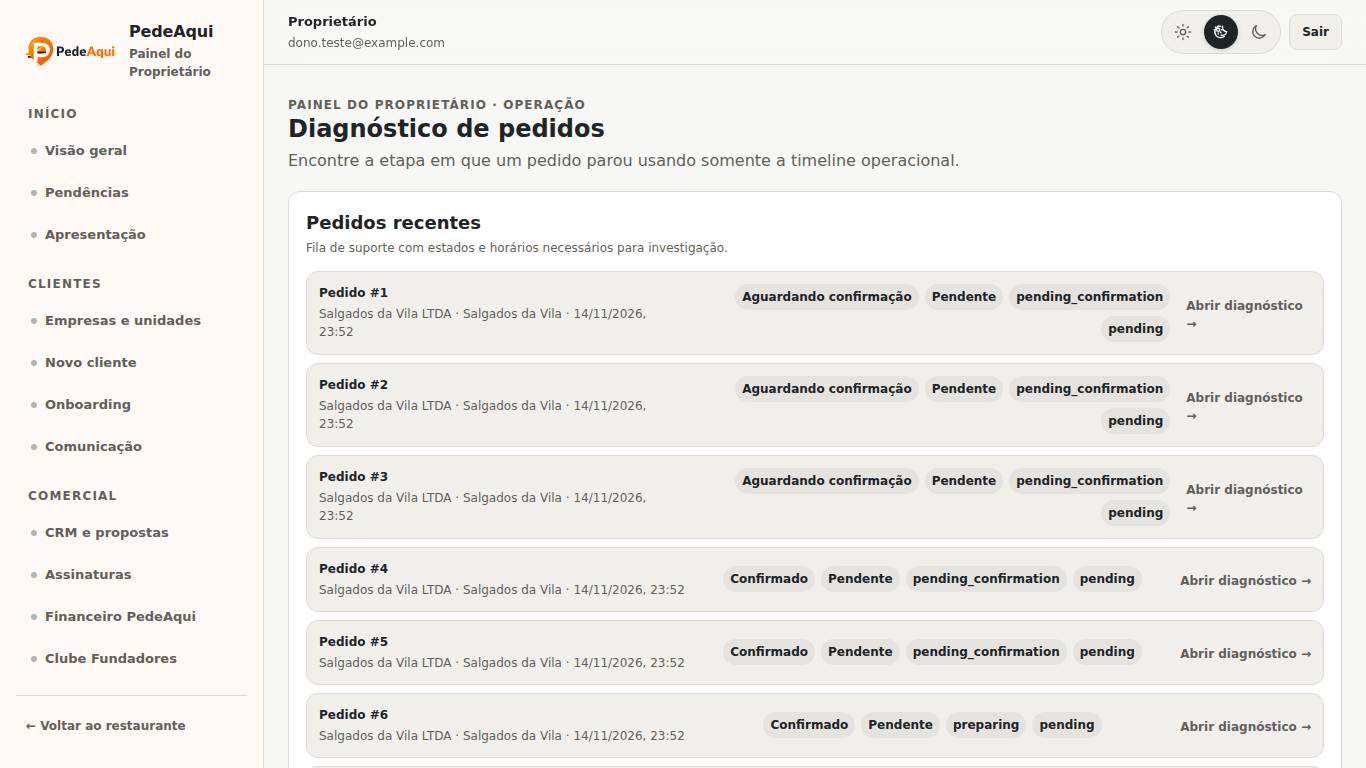 PedeAqui
PedeAqui
Painel do
Proprietário
INÍCIO
Visão geral
Pendências
Apresentação
CLIENTES
Empresas e unidades
Novo cliente
Onboarding
Comunicação
COMERCIAL
CRM e propostas
Assinaturas
Financeiro PedeAqui
Clube Fundadores
← Voltar ao restaurante
Proprietário
dono.teste@example.com
Sair
PAINEL DO PROPRIETÁRIO · OPERAÇÃO
Diagnóstico de pedidos
Encontre a etapa em que um pedido parou usando somente a timeline operacional.
Pedidos recentes
Fila de suporte com estados e horários necessários para investigação.
Pedido #1
Salgados da Vila LTDA · Salgados da Vila · 14/11/2026,
23:52
Aguardando confirmação Pendente pending_confirmation
pending
Abrir diagnóstico
→
Pedido #2
Salgados da Vila LTDA · Salgados da Vila · 14/11/2026,
23:52
Aguardando confirmação Pendente pending_confirmation
pending
Abrir diagnóstico
→
Pedido #3
Salgados da Vila LTDA · Salgados da Vila · 14/11/2026,
23:52
Aguardando confirmação Pendente pending_confirmation
pending
Abrir diagnóstico
→
Pedido #4
Salgados da Vila LTDA · Salgados da Vila · 14/11/2026, 23:52
Confirmado Pendente pending_confirmation pending
Abrir diagnóstico →
Pedido #5
Salgados da Vila LTDA · Salgados da Vila · 14/11/2026, 23:52
Confirmado Pendente pending_confirmation pending
Abrir diagnóstico →
Pedido #6
Salgados da Vila LTDA · Salgados da Vila · 14/11/2026, 23:52
Confirmado Pendente preparing pending
Abrir diagnóstico →